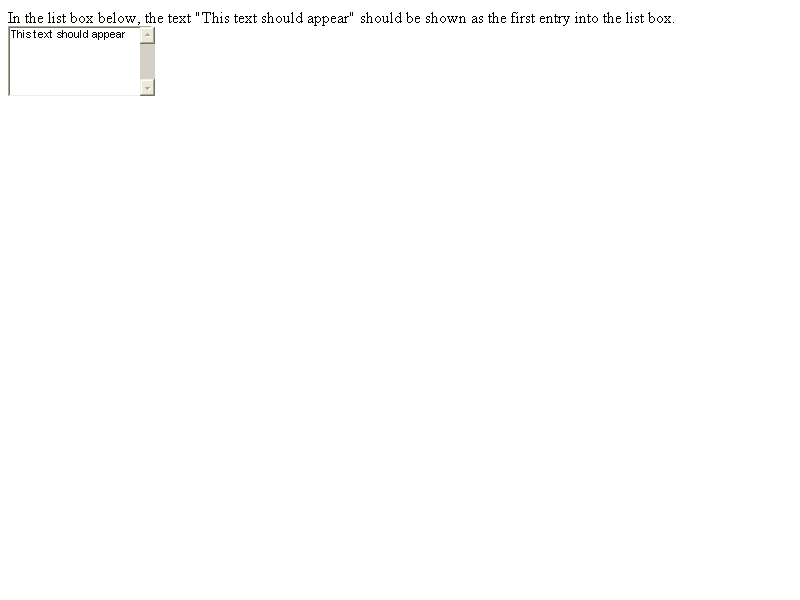 In the list box below, the text "This text should appear" should be shown as the first entry into the list box.
This text should appear